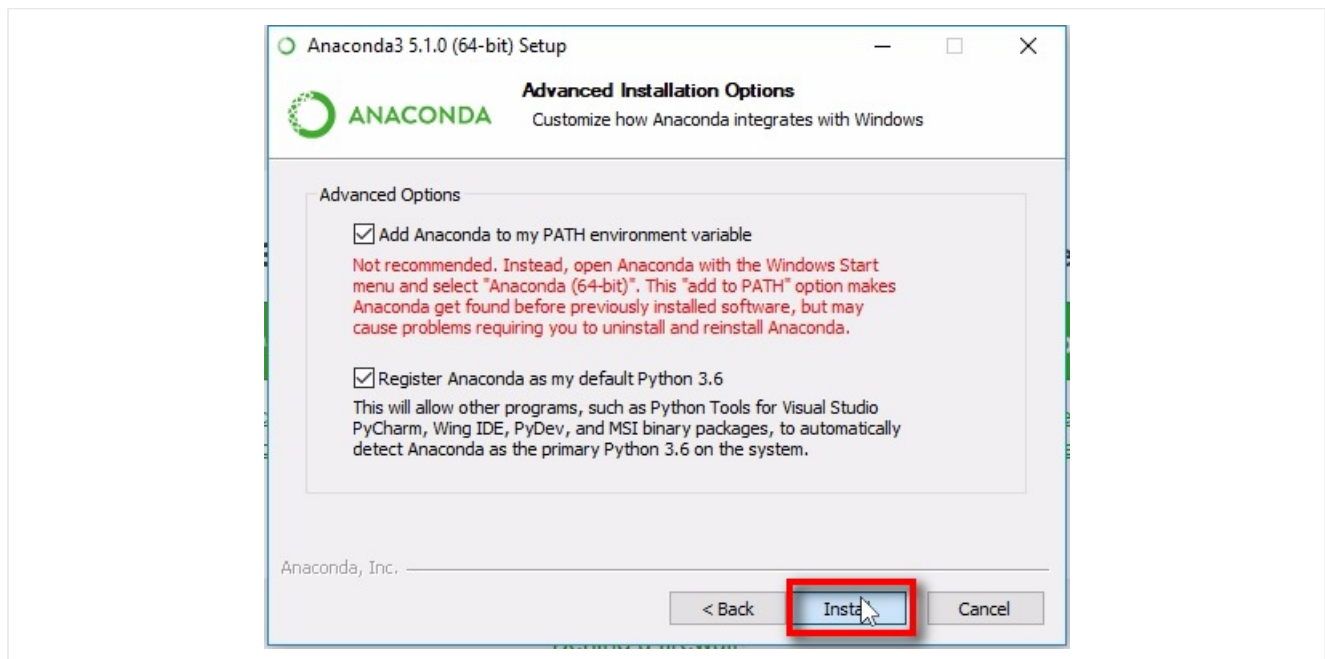 Anaconda3 5.1.0 (64-bit) Setup
ANACONDA
Advanced Installation Options
Customize how Anaconda integrates with Windows
Advanced Options
Add Anaconda to my PATH environment variable
Not recommended. Instead, open Anaconda with the Windows Start
menu and select "Anaconda (64-bit)". This "add to PATH" option makes
Anaconda get found before previously installed software, but may
cause problems requiring you to uninstall and reinstall Anaconda.
Register Anaconda as my default Python 3.6
This will allow other programs, such as Python Tools for Visual Studio
PyCharm, Wing IDE, PyDev, and MSI binary packages, to automatically
detect Anaconda as the primary Python 3.6 on the system.
Anaconda, Inc.
< Back
Install
Cancel